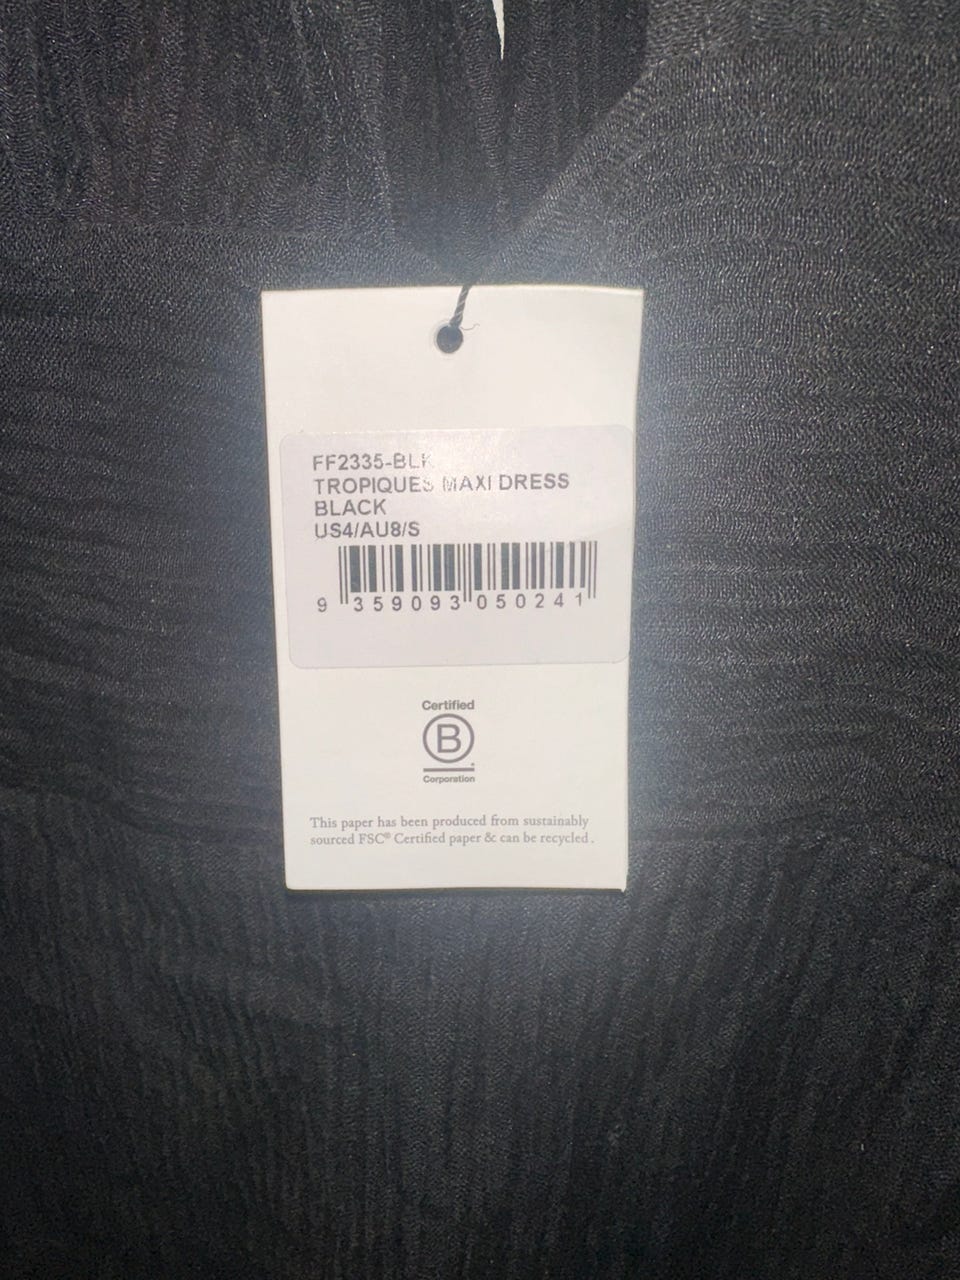 FF2335-BLK
TROPIQUES MAXI DRESS
BLACK
US4/AU8/S
9 359093 050241
Certified
B
Corporation
This paper has been produced from sustainably
sourced FSC® Certified paper & can be recycled.